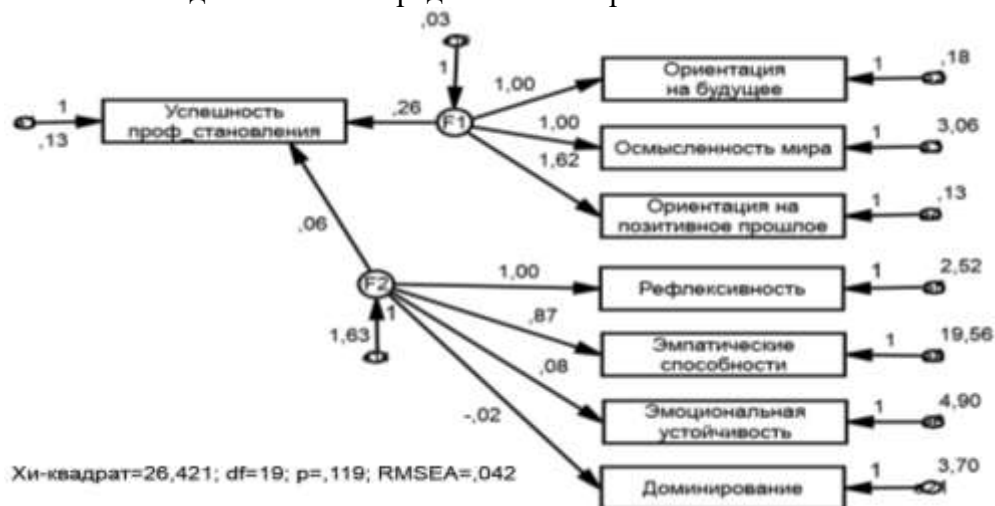 ,03
1
1,00
Ориентация
на будущее
1
,18
1
,13
Успешность
проф_становления
,26
F1
1,00
Осмысленность мира
1
3,06
1,62
Ориентация на
позитивное прошлое
1
,13
,06
F2
1
1,63
1,00
Рефлексивность
1
2,52
,87
Эмпатические
способности
1
19,56
,08
Эмоциональная
устойчивость
1
4,90
-,02
Доминирование
1
3,70
Хи-квадрат=26,421; df=19; p=,119; RMSEA=,042